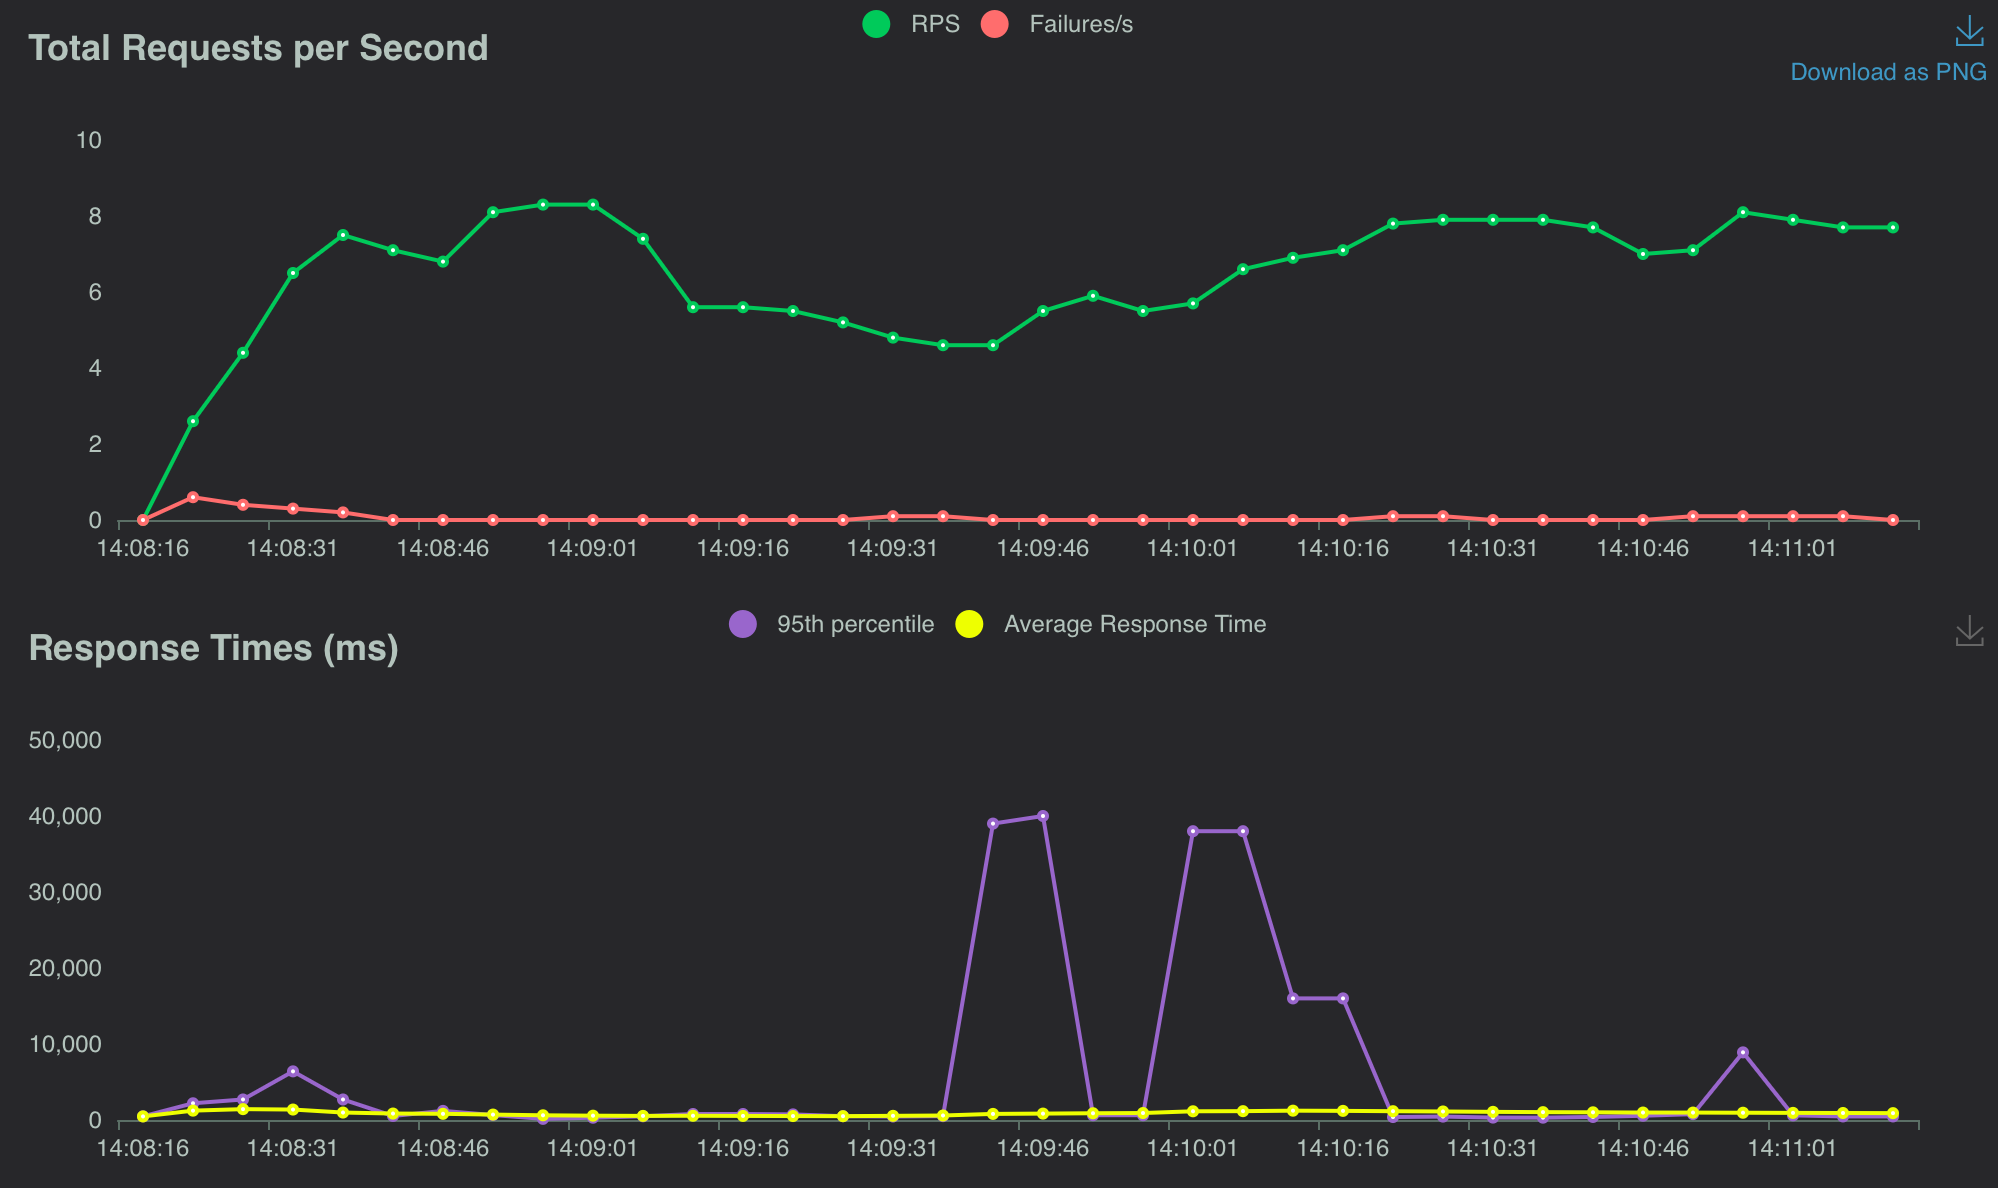 RPS Failures/s
Total Requests per Second
Download as PNG
10
8
6
4
2
0
14:08:16 14:08:31 14:08:46 14:09:01 14:09:16 14:09:31 14:09:46 14:10:01 14:10:16 14:10:31 14:10:46 14:11:01
95th percentile Average Response Time
Response Times (ms)
50,000
40,000
30,000
20,000
10,000
0
14:08:16 14:08:31 14:08:46 14:09:01 14:09:16 14:09:31 14:09:46 14:10:01 14:10:16 14:10:31 14:10:46 14:11:01